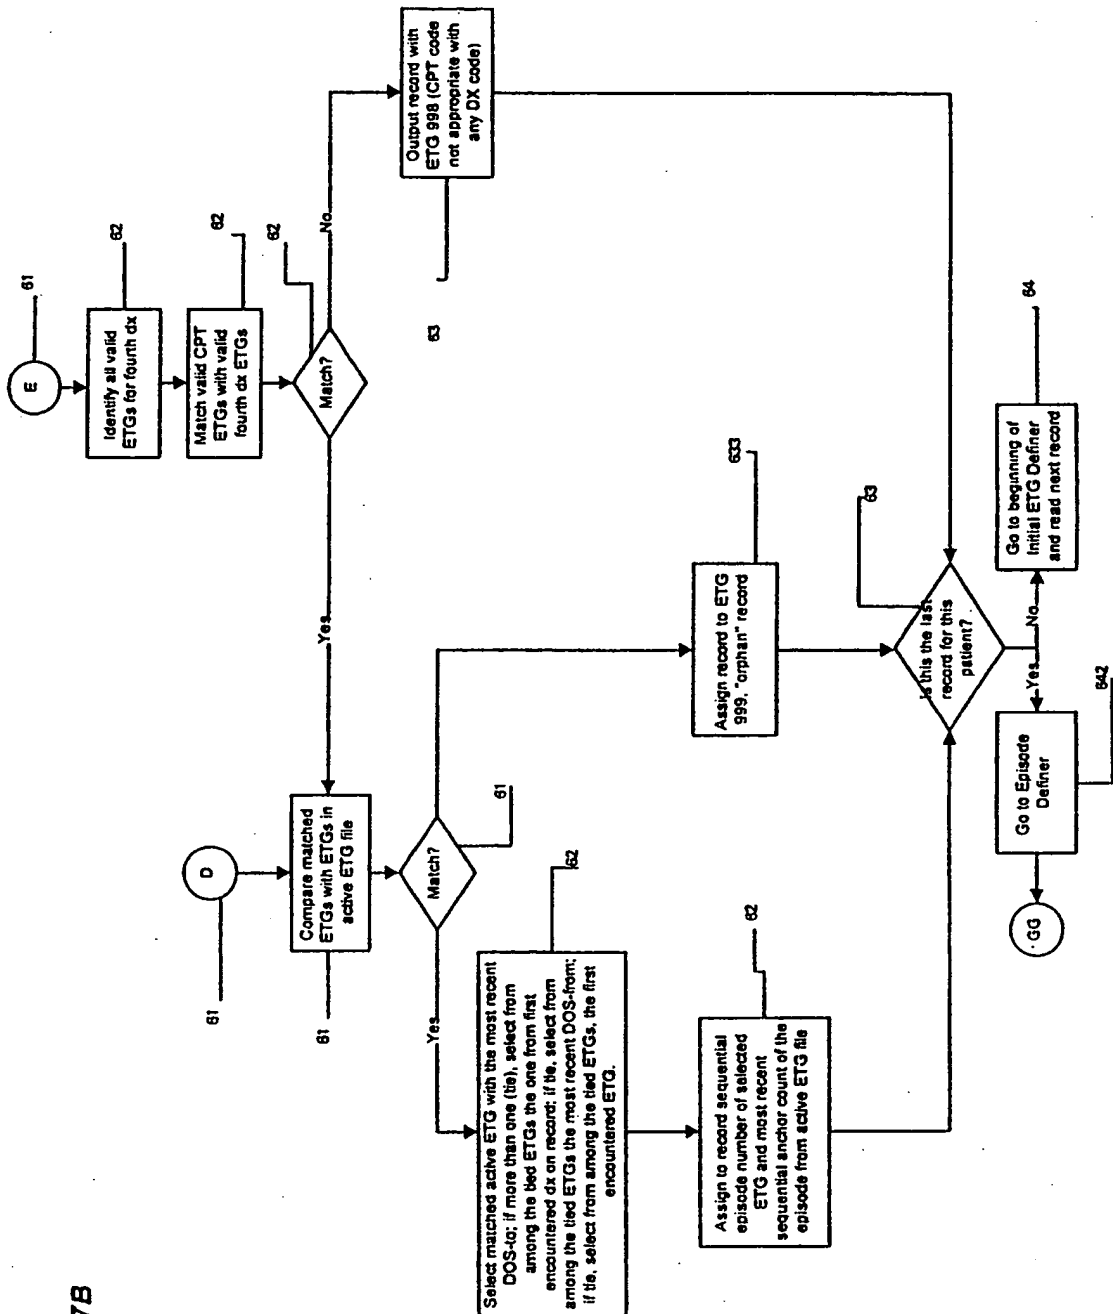 7B
E
61
Identify all valid
ETGs for fourth dx
62
Match valid CPT
ETGs with valid
fourth dx ETGs
62
Match?
62
No
Output record with
ETG 998 (CPT code
not appropriate with
any DX code)
63
Yes
D
61
Compare matched
ETGs with ETGs in
active ETG file
61
Match?
61
Yes
Select matched active ETG with the most recent
DOS-to; if more than one (tie), select from
among the tied ETGs the one from first
encountered dx on record; if tie, select from
among the tied ETGs the most recent DOS-from;
if tie, select from among the tied ETGs, the first
encountered ETG.
62
Assign to record sequential
episode number of selected
ETG and most recent
sequential anchor count of the
episode from active ETG file
62
Assign record to ETG
999, "orphan" record
633
Is this the last
record for this
patient?
63
No
Go to beginning of
Initial ETG Definer
and read next record
64
Yes
Go to Episode
Definer
642
GG